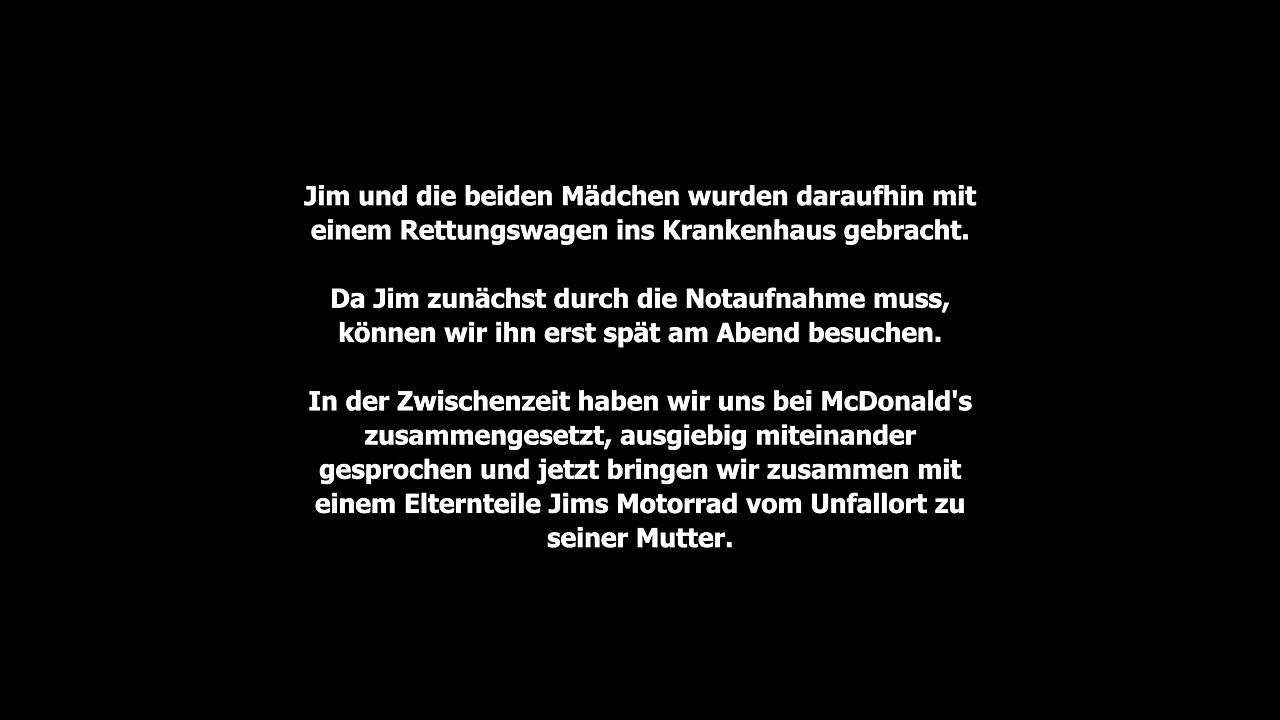 Jim und die beiden Mädchen wurden daraufhin mit
einem Rettungswagen ins Krankenhaus gebracht.
Da Jim zunächst durch die Notaufnahme muss,
können wir ihn erst spät am Abend besuchen.
In der Zwischenzeit haben wir uns bei McDonald's
zusammengesetzt, ausgiebig miteinander
gesprochen und jetzt bringen wir zusammen mit
einem Elternteile Jims Motorrad vom Unfallort zu
seiner Mutter.